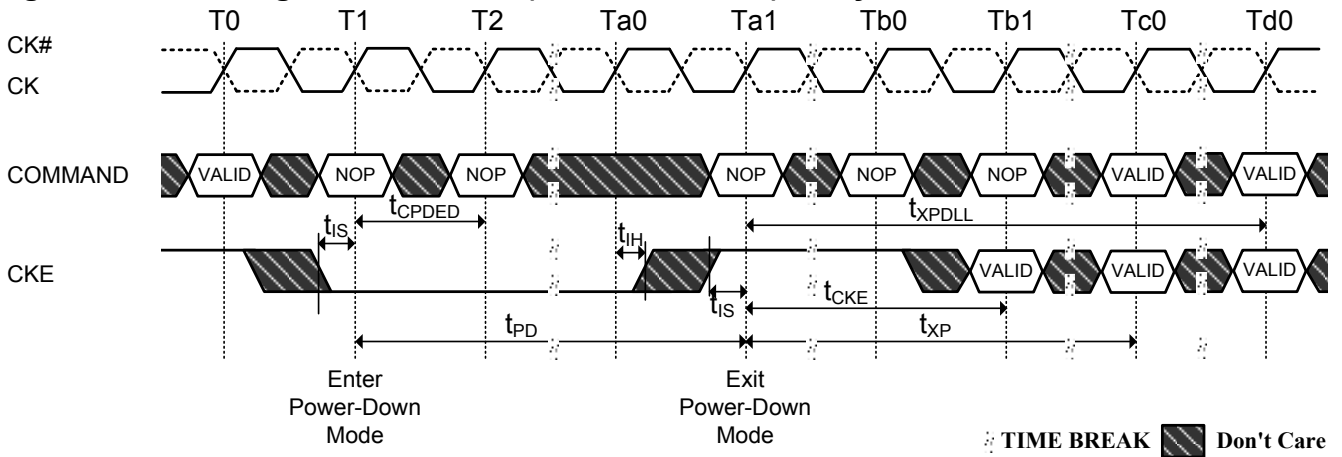 T0 T1 T2 Ta0 Ta1 Tb0 Tb1 Tc0 Td0
CK#
CK
COMMAND VALID NOP NOP NOP NOP NOP VALID VALID
tIS tCPDED tIH tXPDLL
CKE VALID VALID VALID
tIS tCKE
tPD tXP
Enter
Power-Down
Mode
Exit
Power-Down
Mode
TIME BREAK Don't Care